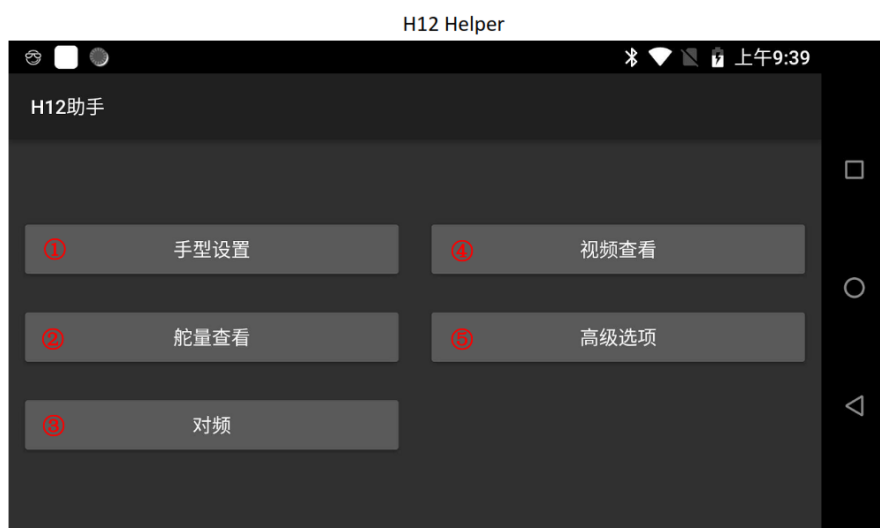 H12 Helper
上午9:39
H12助手
① 手型设置
④ 视频查看
② 舵量查看
⑤ 高级选项
③ 对频